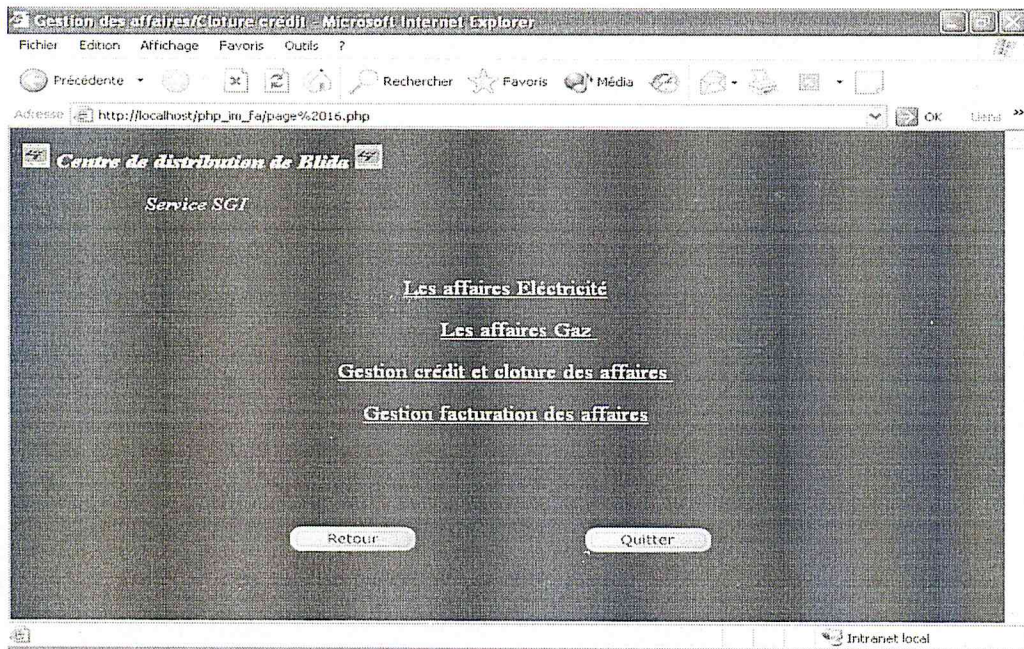 Gestion des affaires/Cloture crédit - Microsoft Internet Explorer
Fichier Edition Affichage Favoris Outils ?
Précédente Rechercher Favoris Média
Adresse http://localhost/php_im_fa/page%2016.php OK Liens »
Centre de distribution de Blida
Service SGI
Les affaires Eléctricité
Les affaires Gaz
Gestion crédit et cloture des affaires
Gestion facturation des affaires
Retour Quitter
Intranet local